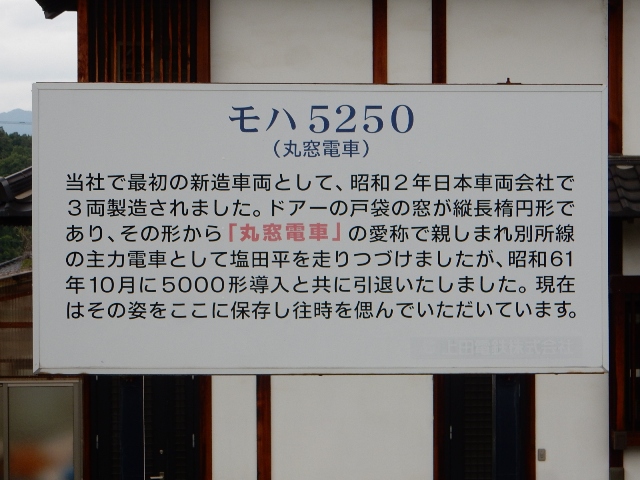 モハ5250
(丸窓電車)
当社で最初の新造車両として、昭和2年日本車両会社で
3両製造されました。ドアーの戸袋の窓が縦長楕円形で
あり、その形から「丸窓電車」の愛称で親しまれ別所線
の主力電車として塩田平を走りつづけましたが、昭和61
年10月に5000形導入と共に引退いたしました。現在
はその姿をここに保存し往時を偲んでいただいています。